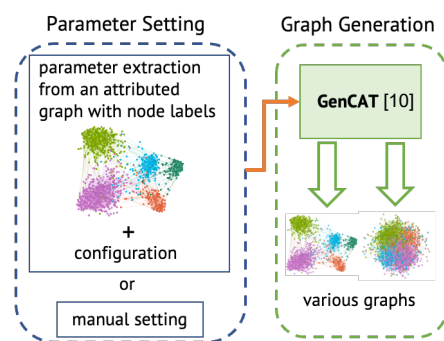 Parameter Setting
parameter extraction
from an attributed
graph with node labels
+
configuration
or
manual setting
Graph Generation
GenCAT [10]
various graphs